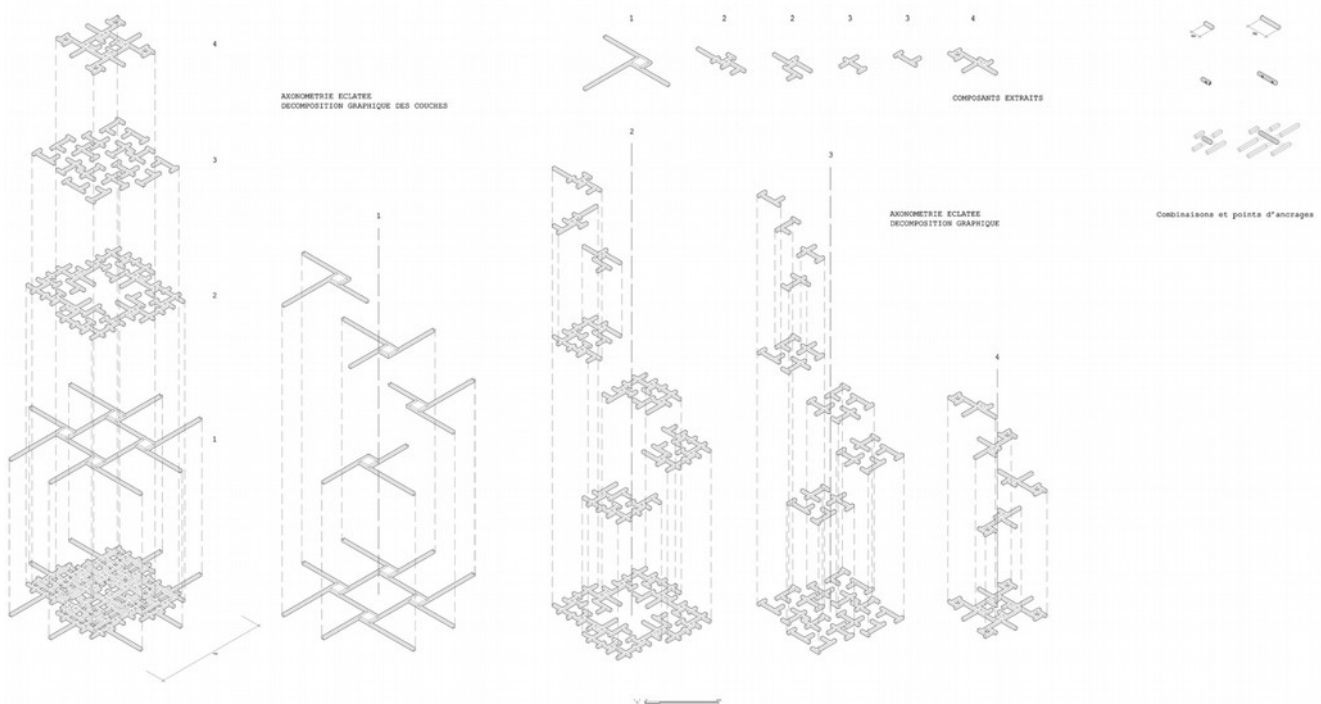 1 2 2 3 3 4
4
AXONOMETRIE ECLATEE
DECOMPOSITION GRAPHIQUE DES COUCHES
COMPOSANTS EXTRAITS
2
3
3
AXONOMETRIE ECLATEE
DECOMPOSITION GRAPHIQUE
Combinaisons et points d'ancrages
1
2
4
1